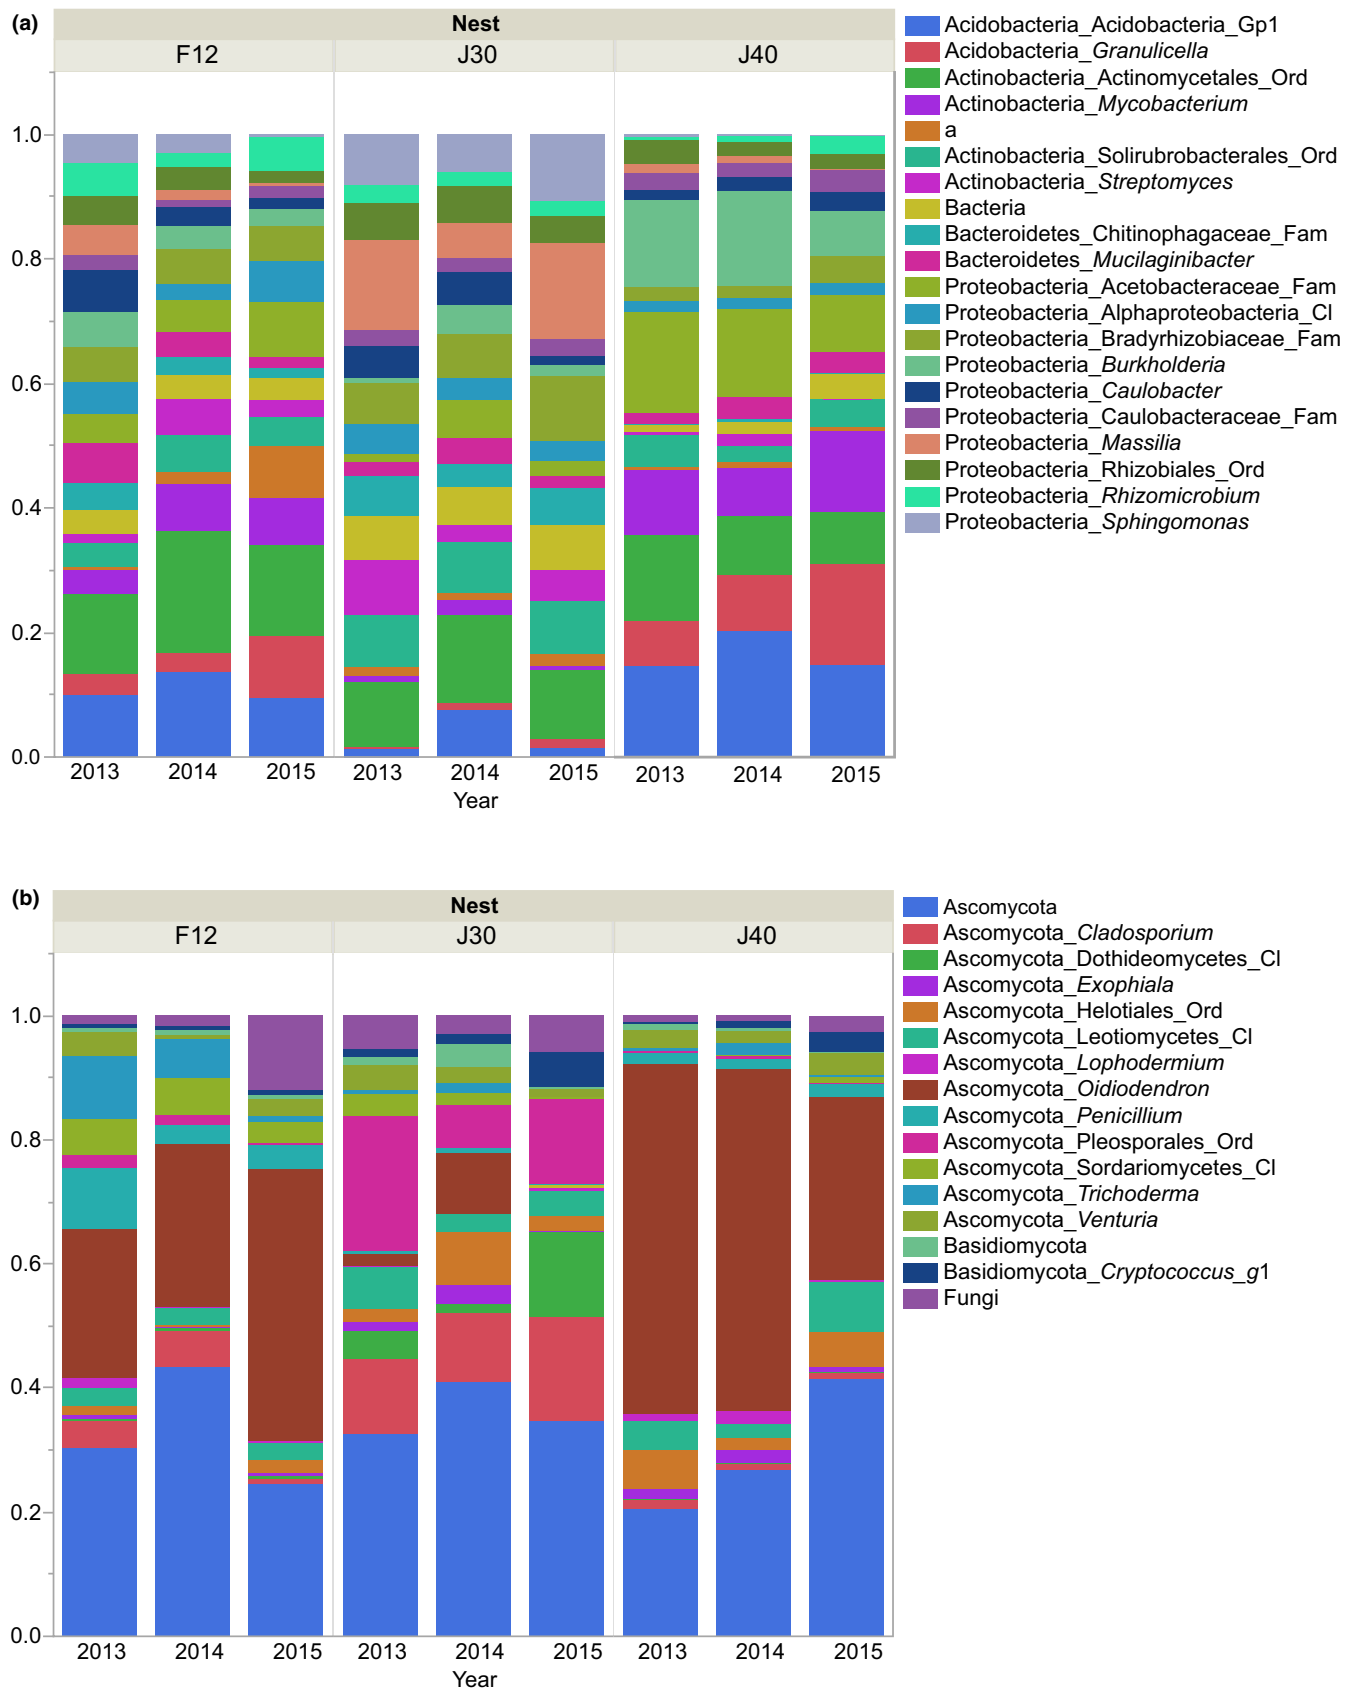 (a)
Nest
F12 J30 J40
1.0
0.8
0.6
0.4
0.2
0.0
2013 2014 2015 2013 2014 2015 2013 2014 2015
Year
Acidobacteria_Acidobacteria_Gp1
Acidobacteria_Granulicella
Actinobacteria_Actinomycetales_Ord
Actinobacteria_Mycobacterium
a
Actinobacteria_Solirubrobacterales_Ord
Actinobacteria_Streptomyces
Bacteria
Bacteroidetes_Chitinophagaceae_Fam
Bacteroidetes_Mucilaginibacter
Proteobacteria_Acetobacteraceae_Fam
Proteobacteria_Alphaproteobacteria_Cl
Proteobacteria_Bradyrhizobiaceae_Fam
Proteobacteria_Burkholderia
Proteobacteria_Caulobacter
Proteobacteria_Caulobacteraceae_Fam
Proteobacteria_Massilia
Proteobacteria_Rhizobiales_Ord
Proteobacteria_Rhizomicrobium
Proteobacteria_Sphingomonas
(b)
Nest
F12 J30 J40
1.0
0.8
0.6
0.4
0.2
0.0
2013 2014 2015 2013 2014 2015 2013 2014 2015
Year
Ascomycota
Ascomycota_Cladosporium
Ascomycota_Dothideomycetes_Cl
Ascomycota_Exophiala
Ascomycota_Helotiales_Ord
Ascomycota_Leotiomycetes_Cl
Ascomycota_Lophodermium
Ascomycota_Oidiodendron
Ascomycota_Penicillium
Ascomycota_Pleosporales_Ord
Ascomycota_Sordariomycetes_Cl
Ascomycota_Trichoderma
Ascomycota_Venturia
Basidiomycota
Basidiomycota_Cryptococcus_g1
Fungi